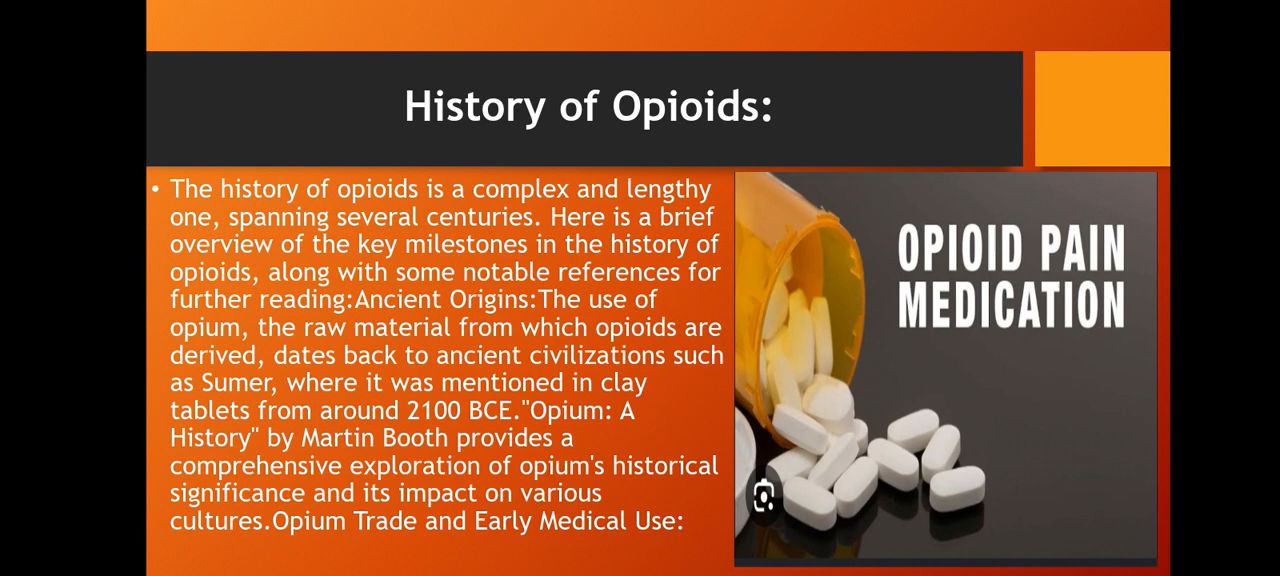 History of Opioids:
• The history of opioids is a complex and lengthy
one, spanning several centuries. Here is a brief
overview of the key milestones in the history of
opioids, along with some notable references for
further reading:Ancient Origins:The use of
opium, the raw material from which opioids are
derived, dates back to ancient civilizations such
as Sumer, where it was mentioned in clay
tablets from around 2100 BCE."Opium: A
History" by Martin Booth provides a
comprehensive exploration of opium's historical
significance and its impact on various
cultures.Opium Trade and Early Medical Use:
OPIOID PAIN
MEDICATION